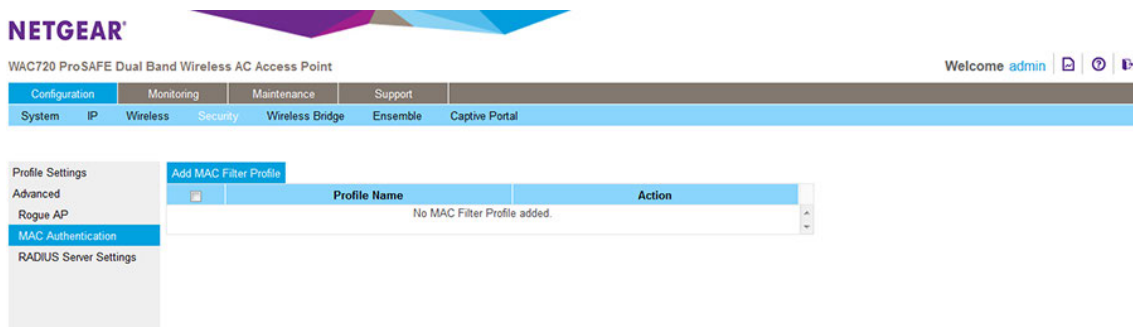 NETGEAR®
WAC720 ProSAFE Dual Band Wireless AC Access Point
Welcome admin
Configuration Monitoring Maintenance Support
System IP Wireless Security Wireless Bridge Ensemble Captive Portal
Profile Settings
Add MAC Filter Profile
Advanced
Profile Name Action
Rogue AP
No MAC Filter Profile added.
MAC Authentication
RADIUS Server Settings